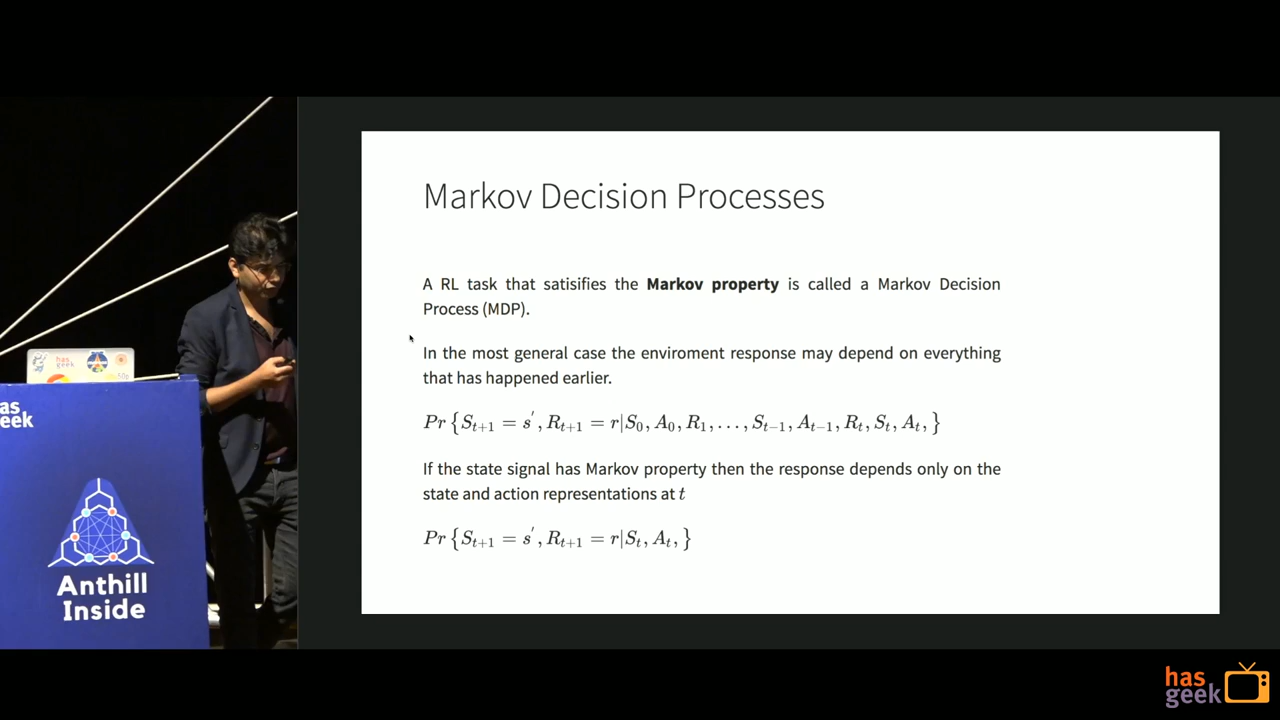 Markov Decision Processes
A RL task that satisifies the Markov property is called a Markov Decision
Process (MDP).
In the most general case the enviroment response may depend on everything
that has happened earlier.
Pr {S_{t+1} = s', R_{t+1} = r|S_0, A_0, R_1, ..., S_{t-1}, A_{t-1}, R_t, S_t, A_t, }
If the state signal has Markov property then the response depends only on the
state and action representations at t
Pr {S_{t+1} = s', R_{t+1} = r|S_t, A_t, }
has
geek
as
eek
Anthill
Inside
has
geek